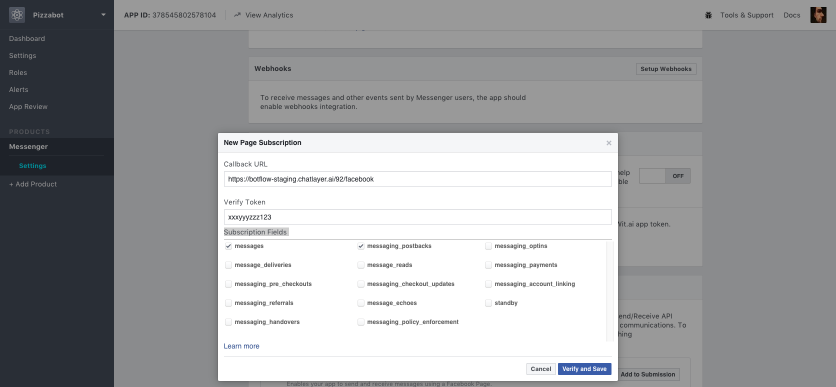 Pizzabot
APP ID: 378545802578104
View Analytics
Tools & Support
Docs
Dashboard
Settings
Roles
Alerts
App Review
PRODUCTS
Messenger
Settings
+ Add Product
Webhooks
Setup Webhooks
To receive messages and other events sent by Messenger users, the app should
enable webhooks integration.
New Page Subscription
×
Callback URL
https://botflow-staging.chatlayer.ai/92/facebook
Verify Token
xxxyyyzzz123
Subscription Fields
messages messaging_postbacks messaging_optins
message_deliveries message_reads messaging_payments
messaging_pre_checkouts messaging_checkout_updates messaging_account_linking
messaging_referrals message_echoes standby
messaging_handovers messaging_policy_enforcement
Learn more
Cancel Verify and Save
OFF
Wit.ai app token.
end/Receive API
communications. To
hing
Add to Submission
Enables your app to send and receive messages using a Facebook Page.